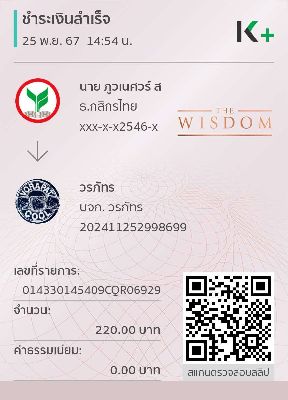 ชำระเงินสำเร็จ
25 พ.ย. 67 14:54 น.
K+
นาย ภูวเนศวร์ ส
ธ.กสิกรไทย
xxx-x-x2546-x
THE
WISDOM
VORAPAT
COOL
วรภัทร
บจก. วรภัทร
202411252998699
เลขที่รายการ:
014330145409CQR06929
จำนวน:
220.00 บาท
ค่าธรรมเนียม:
0.00 บาท
สแกนตรวจสอบสลิป